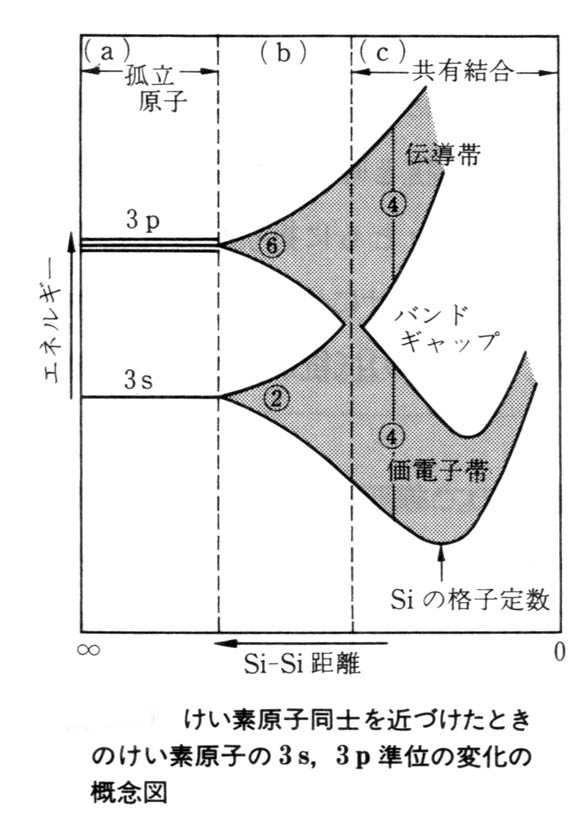 (a)
(b)
(c)
孤立
原子
共有結合
伝導帯
3p
⑥
④
エネルギー
バンド
ギャップ
3s
②
④
価電子帯
Siの格子定数
∞
0
Si-Si距離
けい素原子同士を近づけたとき
のけい素原子の3s, 3p準位の変化の
概念図